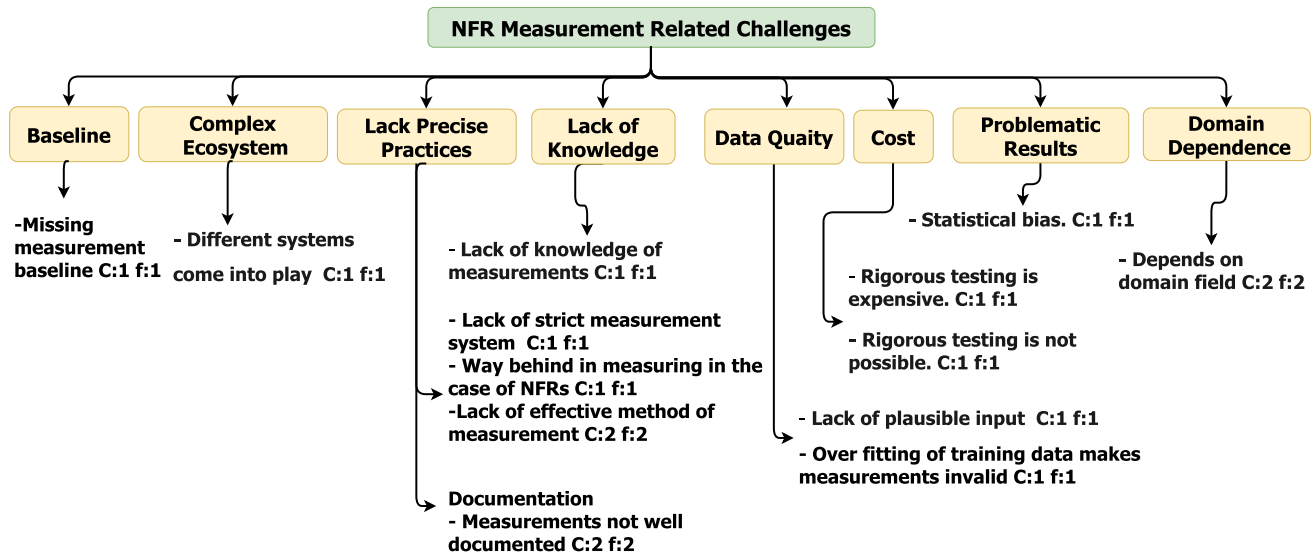 NFR Measurement Related Challenges
Baseline
Complex
Ecosystem
Lack Precise
Practices
Lack of
Knowledge
Data Quaity
Cost
Problematic
Results
Domain
Dependence
-Missing
measurement
baseline C:1 f:1
- Different systems
come into play  C:1 f:1
- Lack of knowledge of
measurements C:1 f:1
- Lack of strict measurement
system  C:1 f:1
- Way behind in measuring in the
case of NFRs C:1 f:1
-Lack of effective method of
measurement C:2 f:2
Documentation
- Measurements not well
documented C:2 f:2
- Lack of plausible input  C:1 f:1
- Over fitting of training data makes
measurements invalid C:1 f:1
- Rigorous testing is
expensive. C:1 f:1
- Rigorous testing is not
possible. C:1 f:1
- Statistical bias. C:1 f:1
- Depends on
domain field C:2 f:2